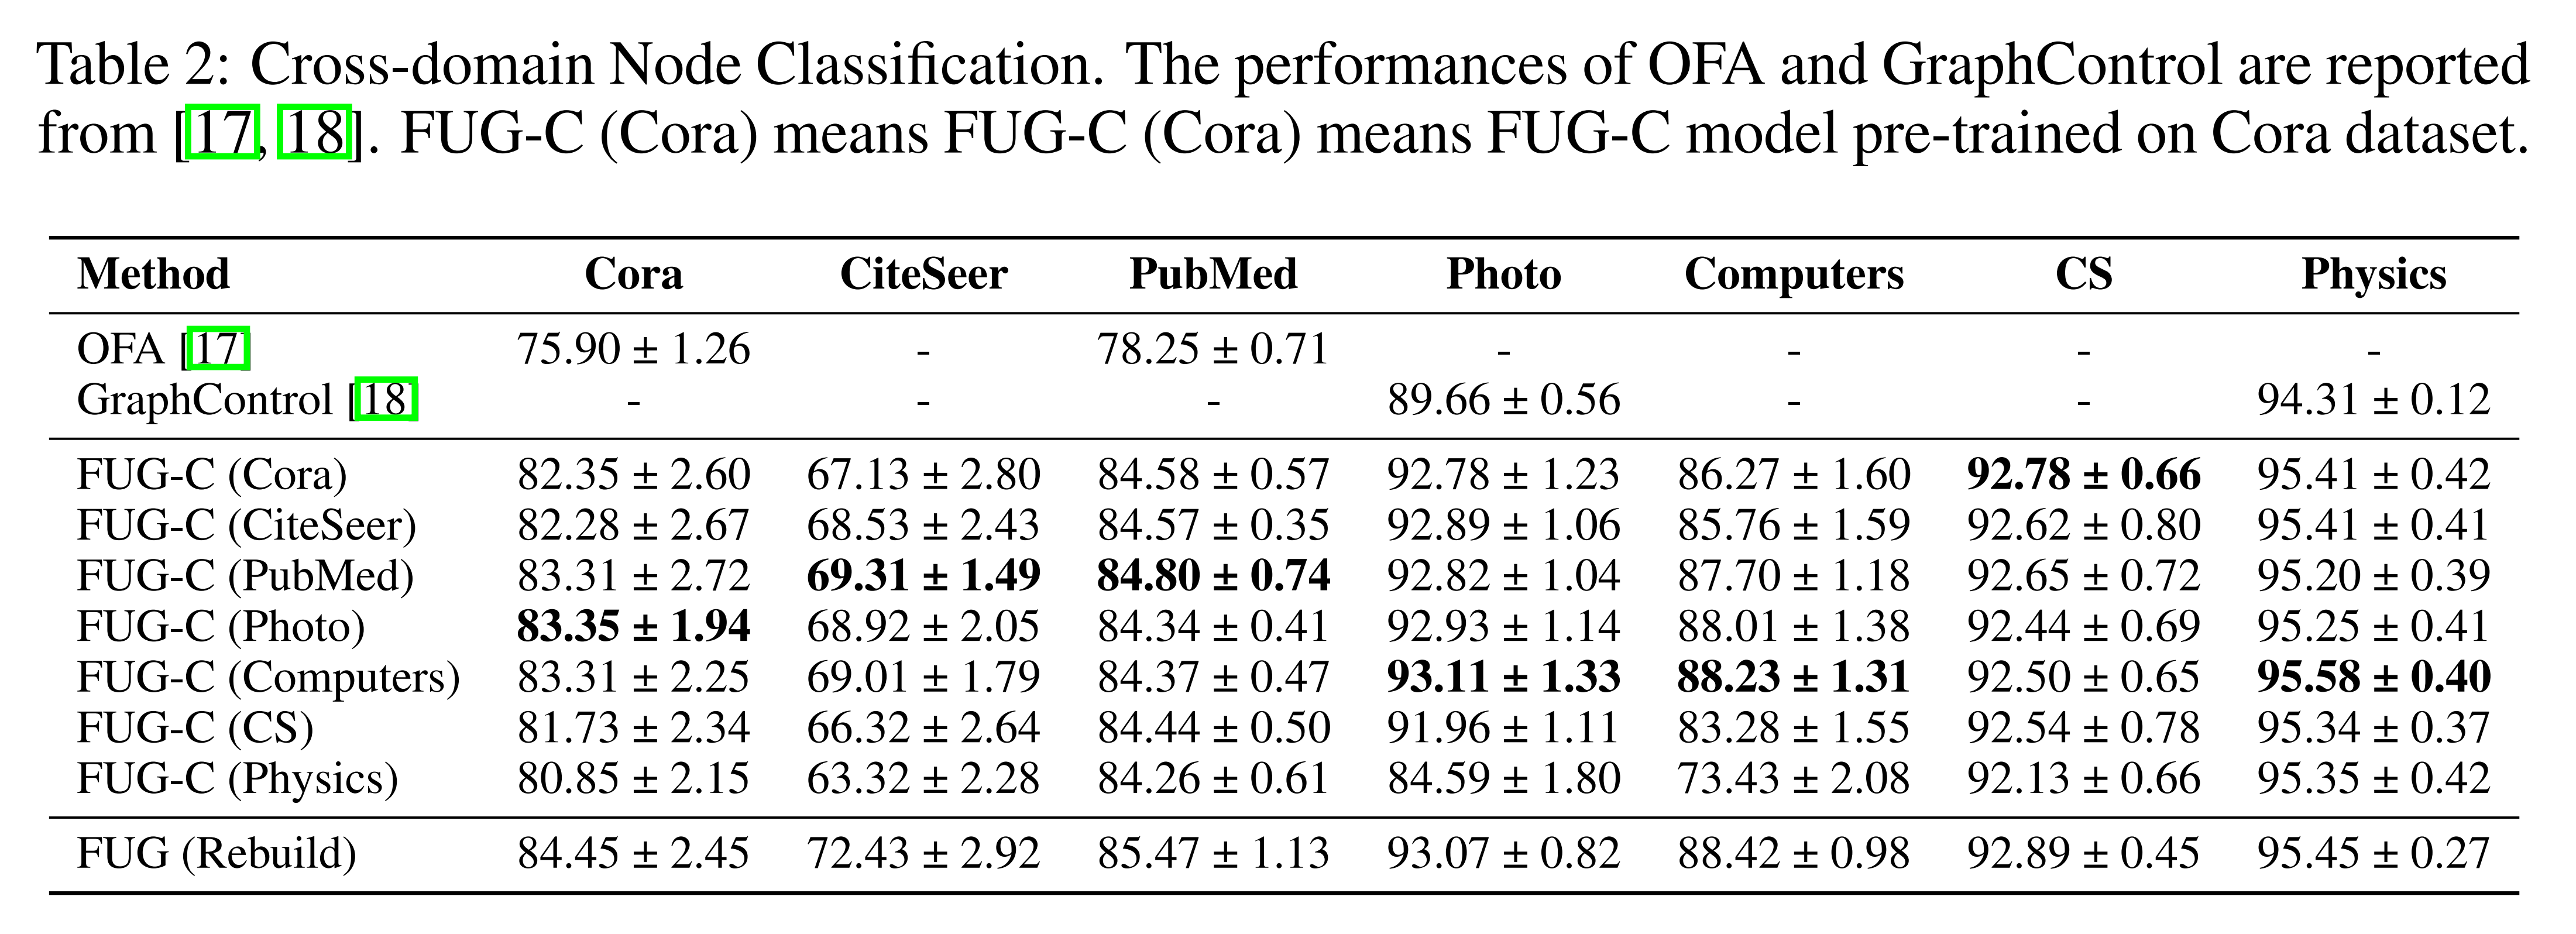 Table 2: Cross-domain Node Classification. The performances of OFA and GraphControl are reported
from [17, 18]. FUG-C (Cora) means FUG-C (Cora) means FUG-C model pre-trained on Cora dataset.
Method Cora CiteSeer PubMed Photo Computers CS Physics
OFA [17] 75.90 ± 1.26 - 78.25 ± 0.71 - - - -
GraphControl [18] - - - 89.66 ± 0.56 - - 94.31 ± 0.12
FUG-C (Cora) 82.35 ± 2.60 67.13 ± 2.80 84.58 ± 0.57 92.78 ± 1.23 86.27 ± 1.60 92.78 ± 0.66 95.41 ± 0.42
FUG-C (CiteSeer) 82.28 ± 2.67 68.53 ± 2.43 84.57 ± 0.35 92.89 ± 1.06 85.76 ± 1.59 92.62 ± 0.80 95.41 ± 0.41
FUG-C (PubMed) 83.31 ± 2.72 69.31 ± 1.49 84.80 ± 0.74 92.82 ± 1.04 87.70 ± 1.18 92.65 ± 0.72 95.20 ± 0.39
FUG-C (Photo) 83.35 ± 1.94 68.92 ± 2.05 84.34 ± 0.41 92.93 ± 1.14 88.01 ± 1.38 92.44 ± 0.69 95.25 ± 0.41
FUG-C (Computers) 83.31 ± 2.25 69.01 ± 1.79 84.37 ± 0.47 93.11 ± 1.33 88.23 ± 1.31 92.50 ± 0.65 95.58 ± 0.40
FUG-C (CS) 81.73 ± 2.34 66.32 ± 2.64 84.44 ± 0.50 91.96 ± 1.11 83.28 ± 1.55 92.54 ± 0.78 95.34 ± 0.37
FUG-C (Physics) 80.85 ± 2.15 63.32 ± 2.28 84.26 ± 0.61 84.59 ± 1.80 73.43 ± 2.08 92.13 ± 0.66 95.35 ± 0.42
FUG (Rebuild) 84.45 ± 2.45 72.43 ± 2.92 85.47 ± 1.13 93.07 ± 0.82 88.42 ± 0.98 92.89 ± 0.45 95.45 ± 0.27